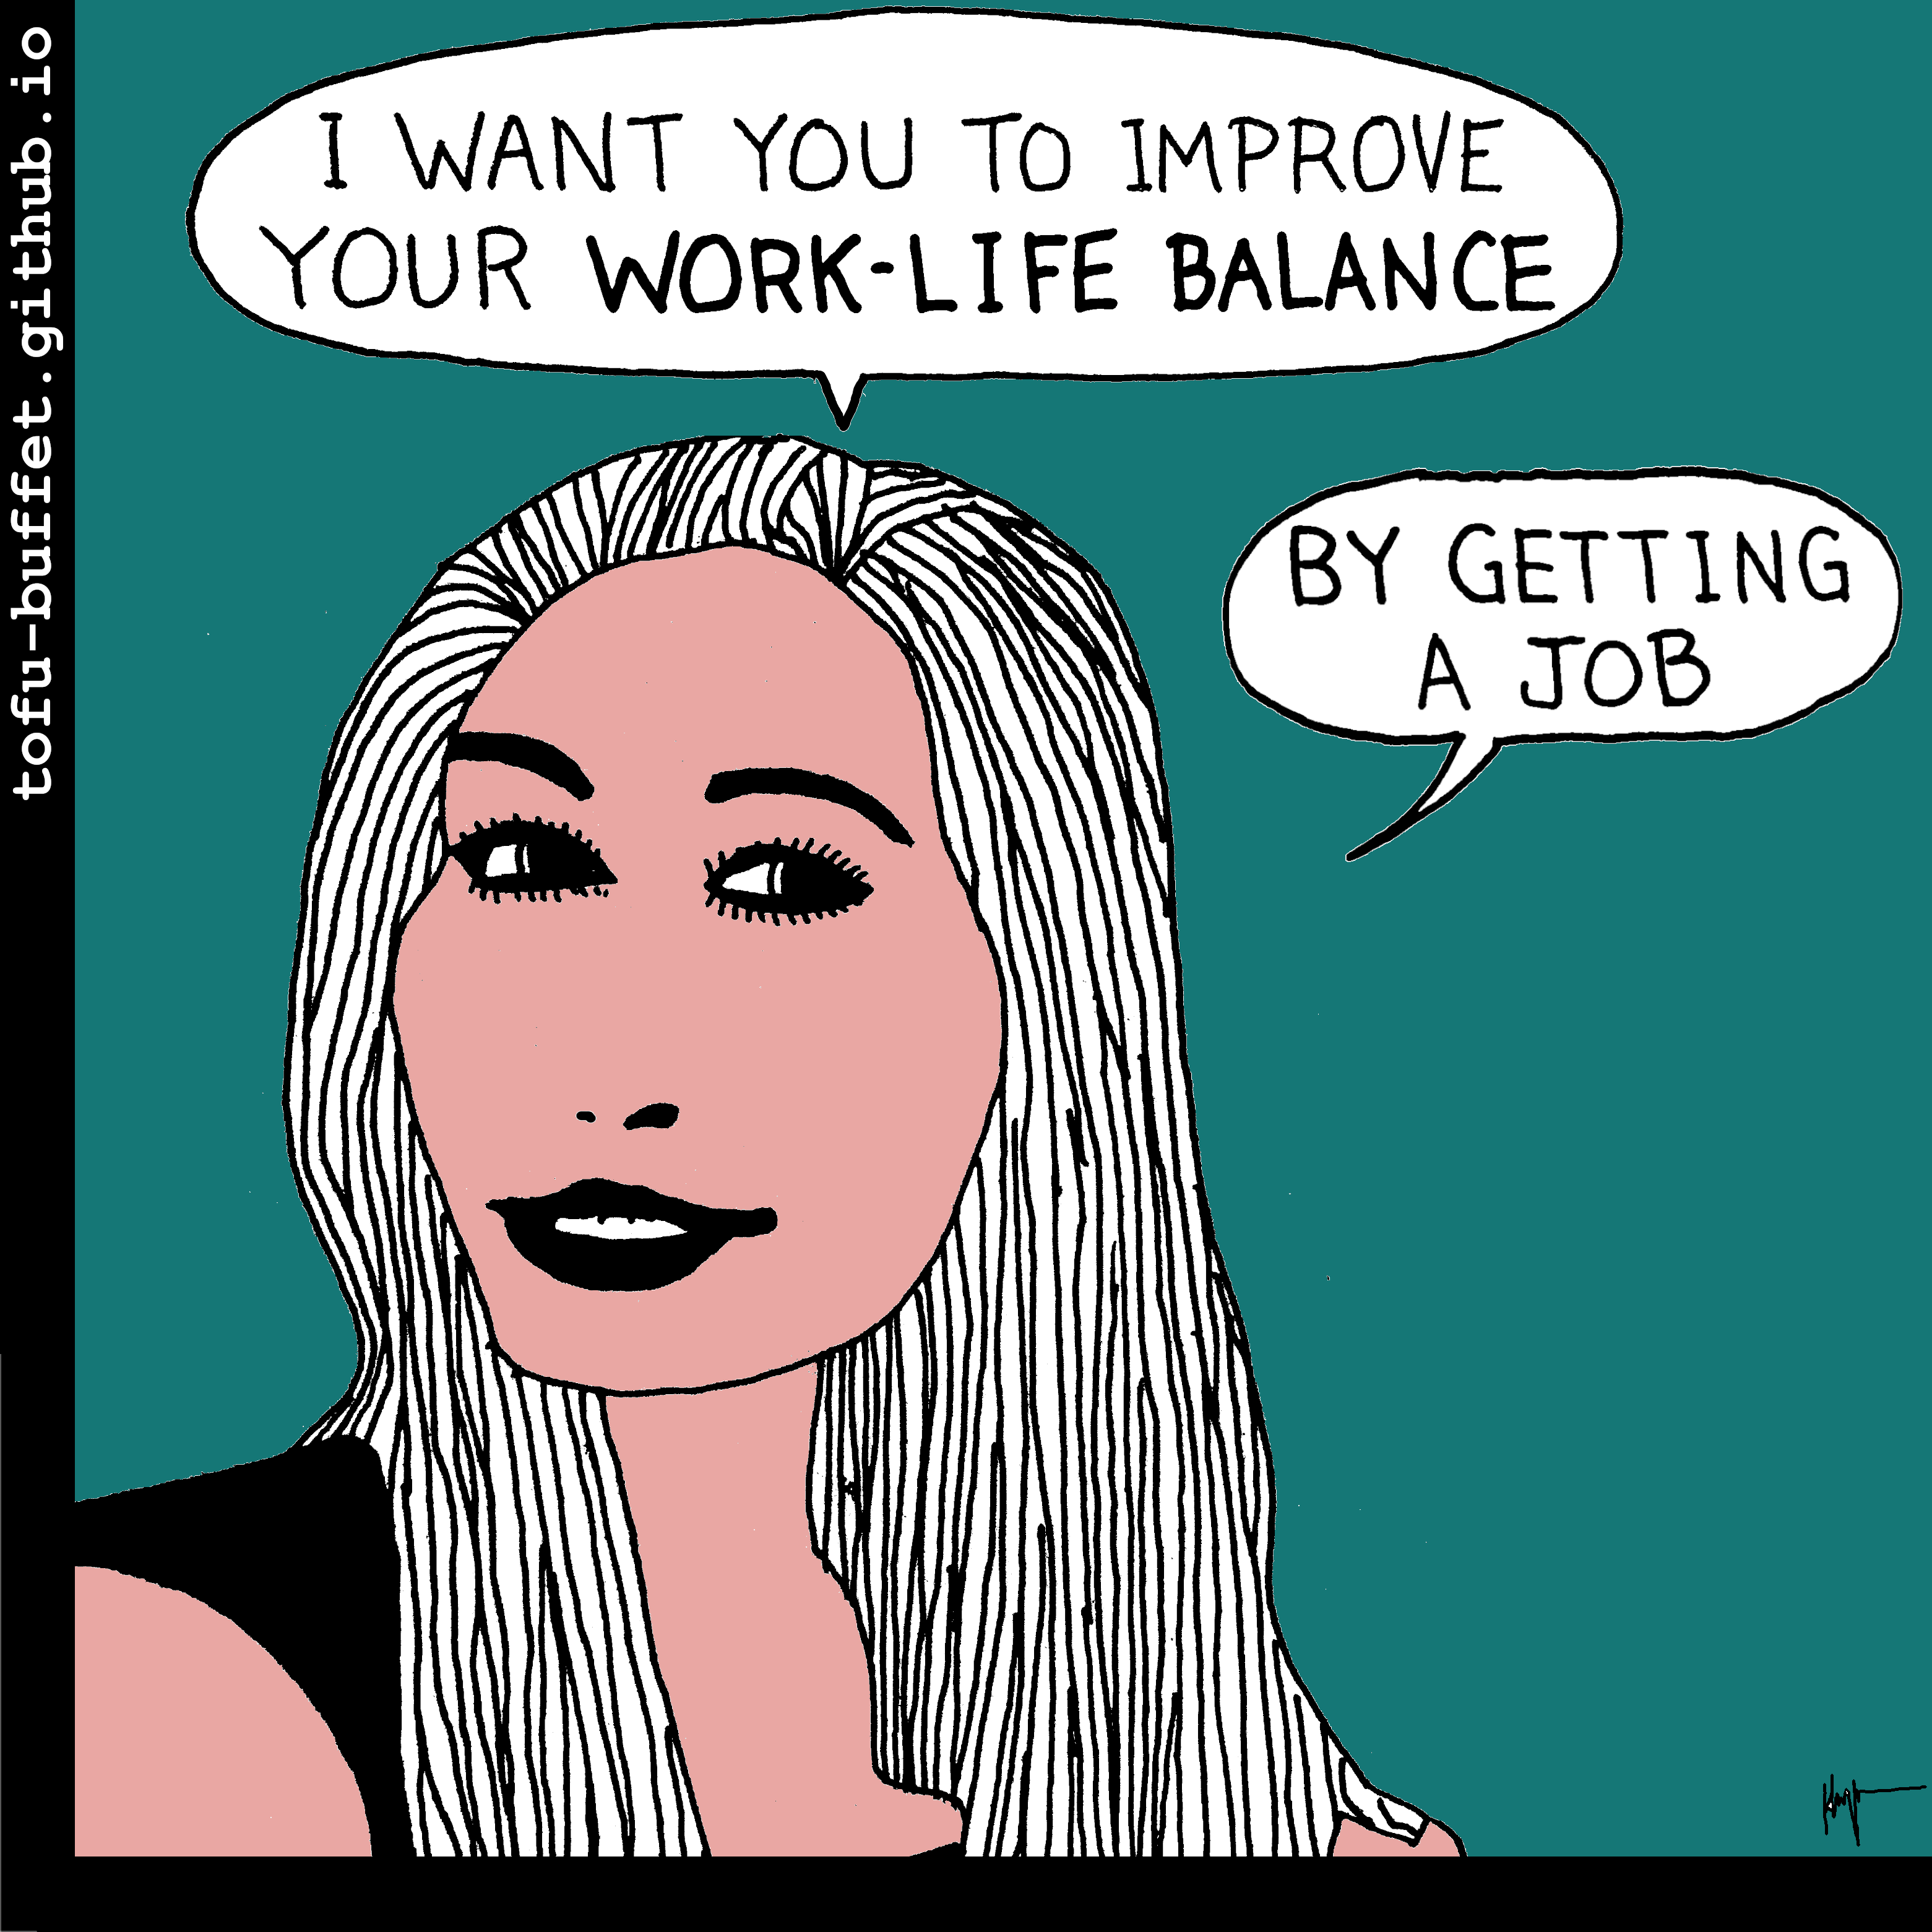 I WANT YOU TO IMPROVE
YOUR WORK-LIFE BALANCE
BY GETTING
A JOB
tofu-buffet.github.io